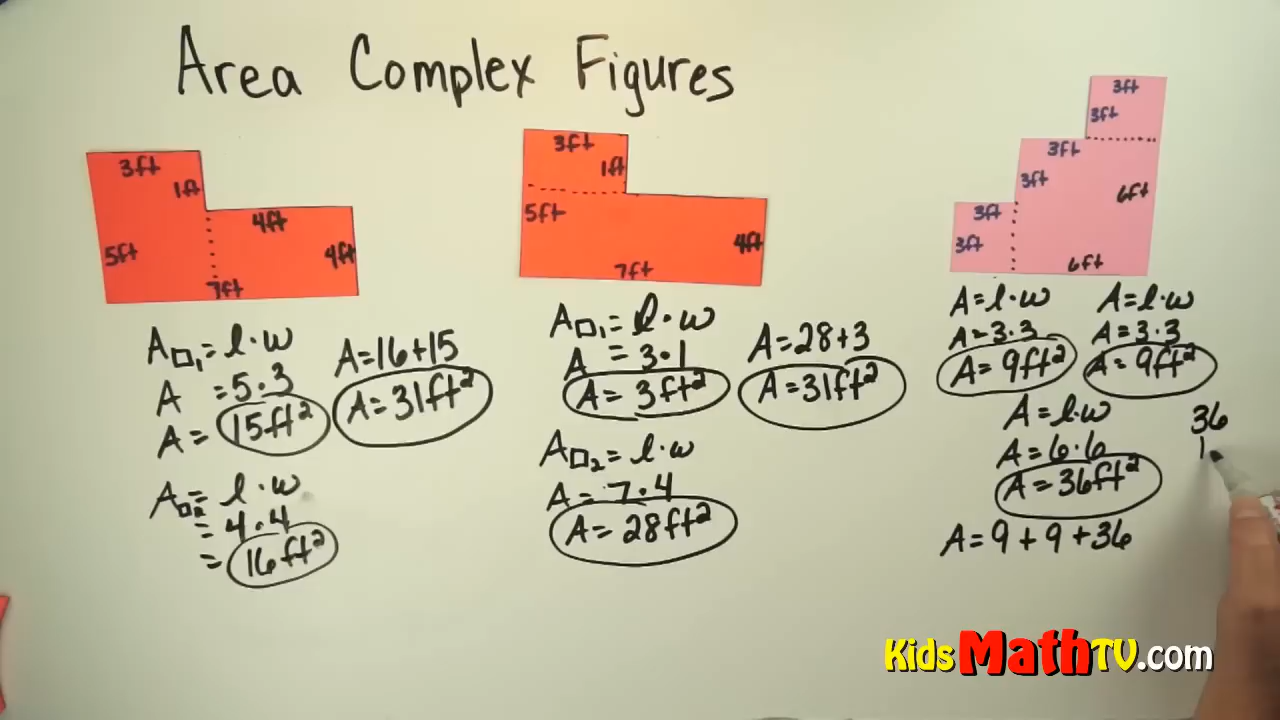 Area Complex Figures
3ft
1ft
4ft
5ft
4ft
7ft
3ft
1ft
5ft
4ft
7ft
3ft
3ft
3ft
3ft
6ft
3ft
3ft
6ft
A□₁ = l · w
A = 5 · 3
A = 15ft²
A□₂ = l · w
= 4 · 4
= 16ft²
A = 16 + 15
A = 31ft²
A□₁ = l · w
A = 3 · 1
A = 3ft²
A□₂ = l · w
A = 7 · 4
A = 28ft²
A = 28 + 3
A = 31ft²
A = l · w
A = 3 · 3
A = 9ft²
A = l · w
A = 3 · 3
A = 9ft²
A = l · w
A = 6 · 6
A = 36ft²
A = 9 + 9 + 36
36
1
KidsMathTV.com